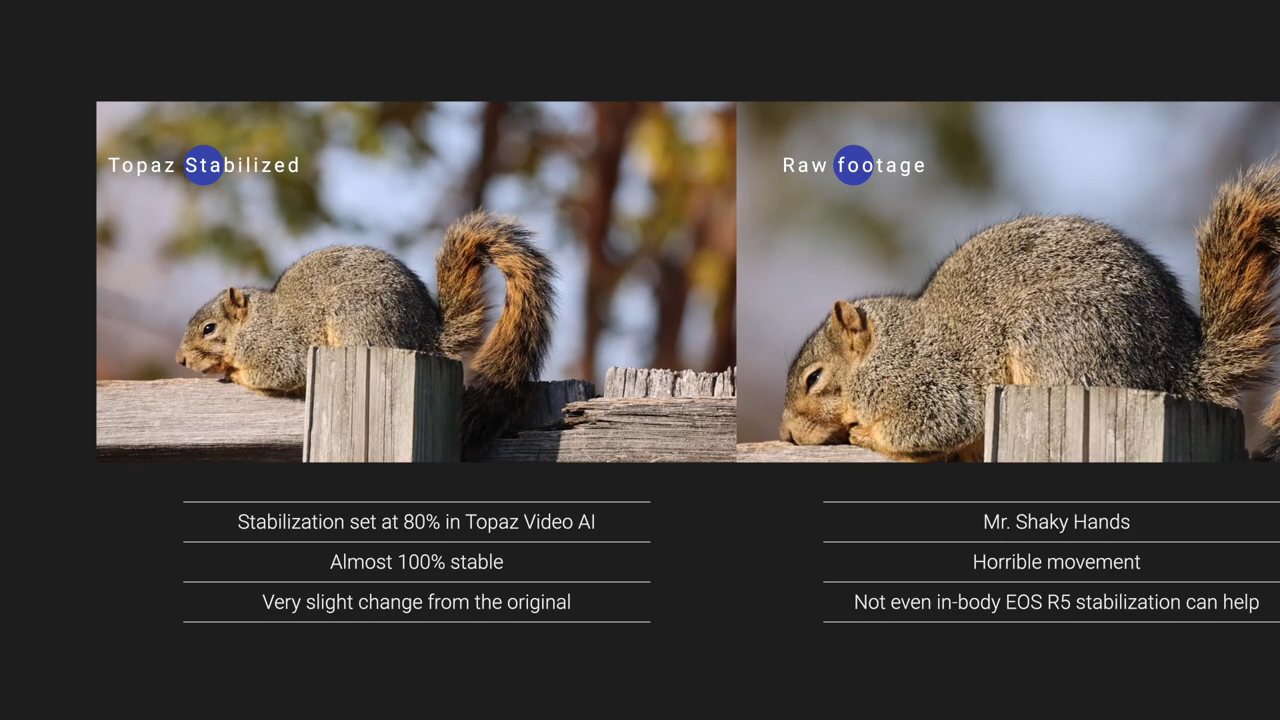 Topaz Stabilized
Raw footage
Stabilization set at 80% in Topaz Video AI
Almost 100% stable
Very slight change from the original
Mr. Shaky Hands
Horrible movement
Not even in-body EOS R5 stabilization can help